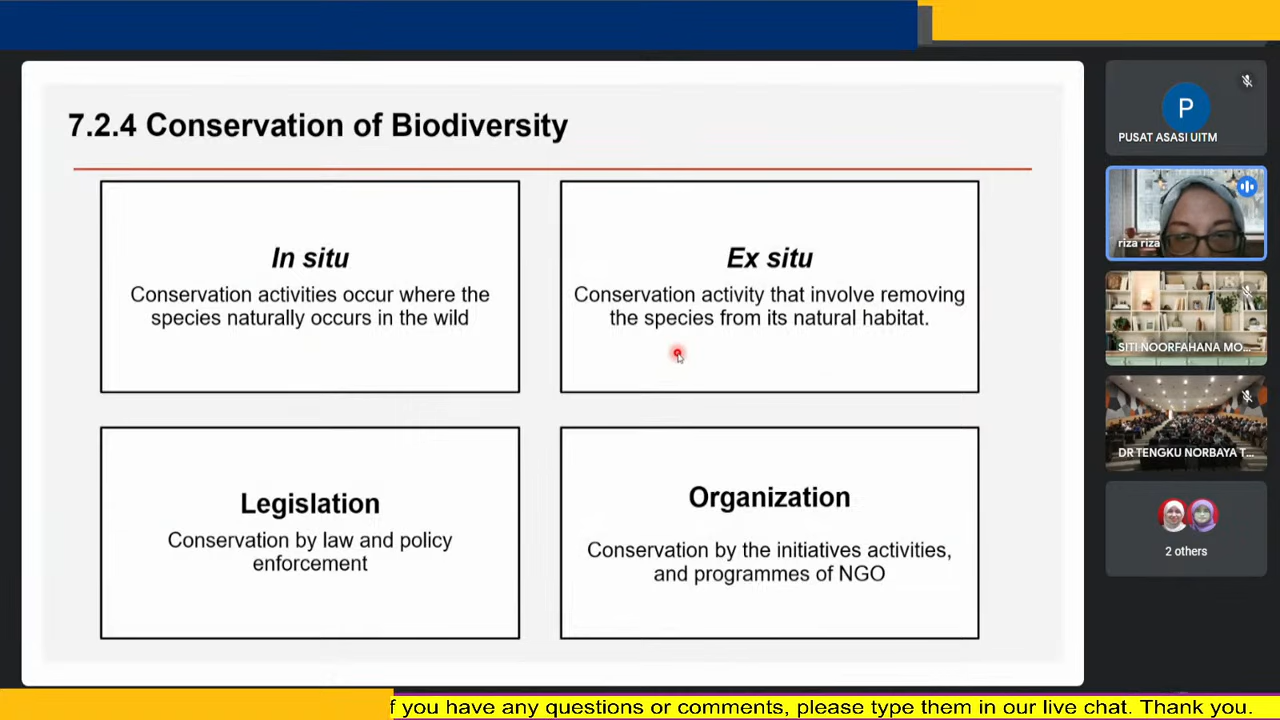 7.2.4 Conservation of Biodiversity
In situ
Conservation activities occur where the
species naturally occurs in the wild
Ex situ
Conservation activity that involve removing
the species from its natural habitat.
Legislation
Conservation by law and policy
enforcement
Organization
Conservation by the initiatives activities,
and programmes of NGO
P
PUSAT ASASI UITM
riza riza
SITI NOORFAHANA MO...
DR TENGKU NORBAYA T...
2 others
f you have any questions or comments, please type them in our live chat. Thank you.